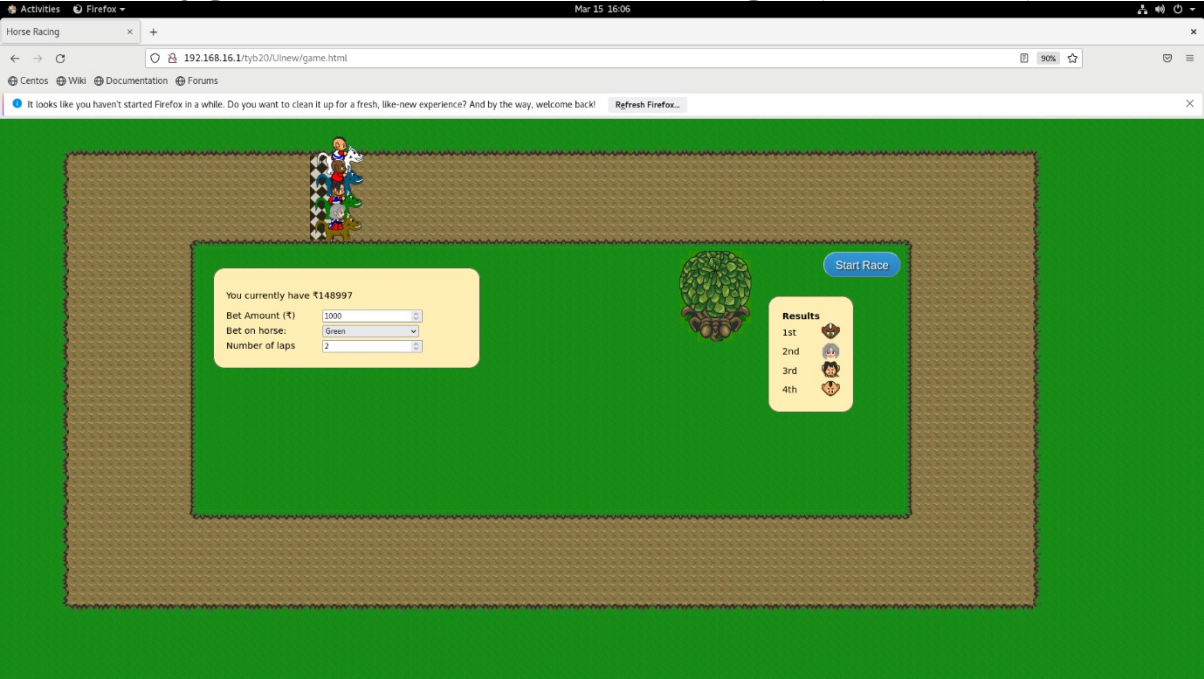 Activities Firefox Mar 15 16:06
Horse Racing
192.168.16.1/tyb20/UInew/game.html 90%
Centos Wiki Documentation Forums
It looks like you haven't started Firefox in a while. Do you want to clean it up for a fresh, like-new experience? And by the way, welcome back! Refresh Firefox...
Start Race
You currently have ₹148997
Bet Amount (₹) 1000
Bet on horse: Green
Number of laps 2
Results
1st
2nd
3rd
4th